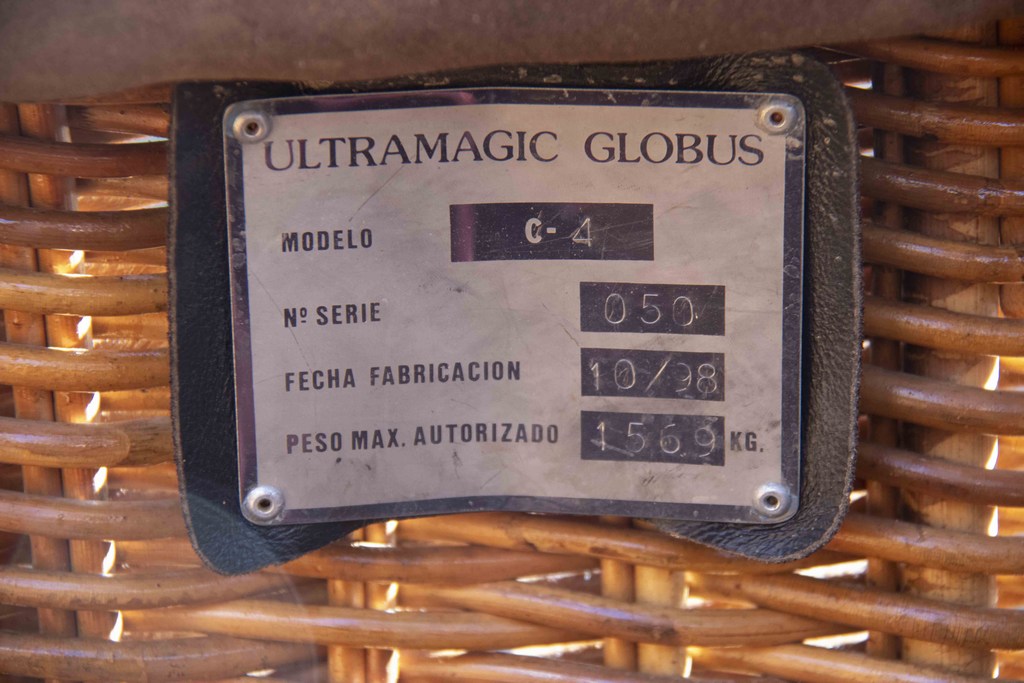 ULTRAMAGIC GLOBUS
MODELO C-4
Nº SERIE 050
FECHA FABRICACION 10/98
PESO MAX. AUTORIZADO 1569 KG.